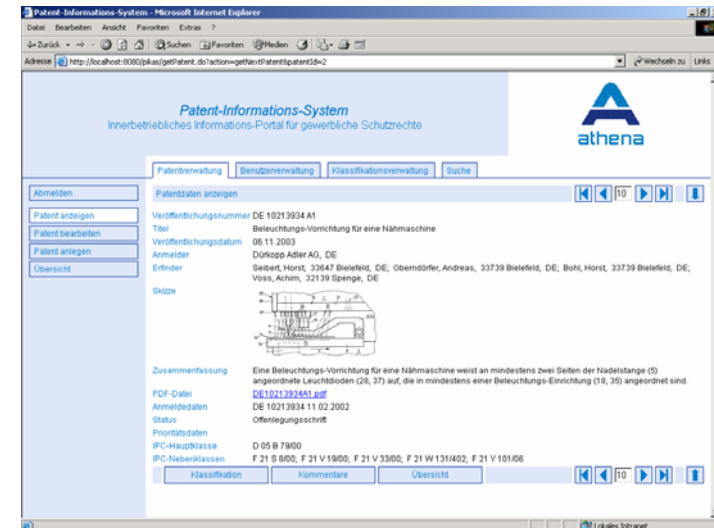 Patent-Informations-System - Microsoft Internet Explorer
Datei Bearbeiten Ansicht Favoriten Extras ?
Zurück Suchen Favoriten Medien
Adresse http://localhost:8080/pikas/getPatent.do?action=getNextPatent&patentId=2 Wechseln zu Links
Patent-Informations-System
Innerbetriebliches Informations-Portal für gewerbliche Schutzrechte
athena
Patentverwaltung Benutzerverwaltung Klassifikationsverwaltung Suche
Abmelden
Patent anzeigen
Patent bearbeiten
Patent anlegen
Übersicht
Patentdaten anzeigen 10
Veröffentlichungsnummer DE 10213934 A1
Titel Beleuchtungs-Vorrichtung für eine Nähmaschine
Veröffentlichungsdatum 06.11.2003
Anmelder Dürkopp Adler AG, DE
Erfinder Seibert, Horst, 33647 Bielefeld, DE; Oberndörfer, Andreas, 33739 Bielefeld, DE; Bohl, Horst, 33739 Bielefeld, DE;
Voss, Achim, 32139 Spenge, DE
Skizze
Zusammenfassung Eine Beleuchtungs-Vorrichtung für eine Nähmaschine weist an mindestens zwei Seiten der Nadelstange (5)
angeordnete Leuchtdioden (28, 37) auf, die in mindestens einer Beleuchtungs-Einrichtung (18, 35) angeordnet sind.
PDF-Datei DE10213934A1.pdf
Anmeldedaten DE 10213934 11.02.2002
Status Offenlegungsschrift
Prioritätsdaten
IPC-Hauptklasse D 05 B 79/00
IPC-Nebenklassen F 21 S 8/00; F 21 V 19/00; F 21 V 33/00; F 21 W 131/402; F 21 Y 101/06
Klassifikation Kommentare Übersicht 10
Lokales Intranet